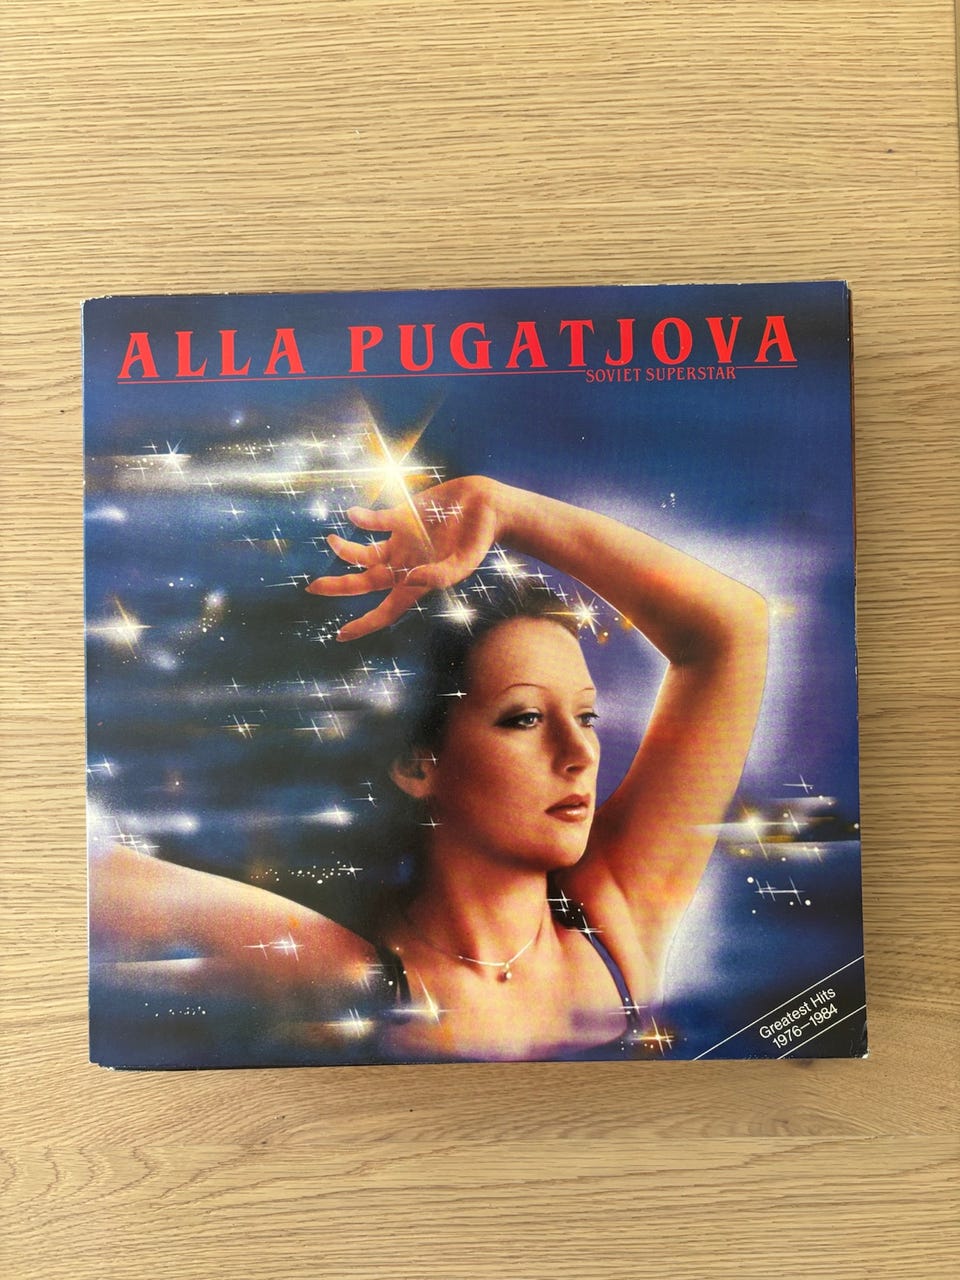 ALLA PUGATJOVA
SOVIET SUPERSTAR
Greatest Hits
1976–1984